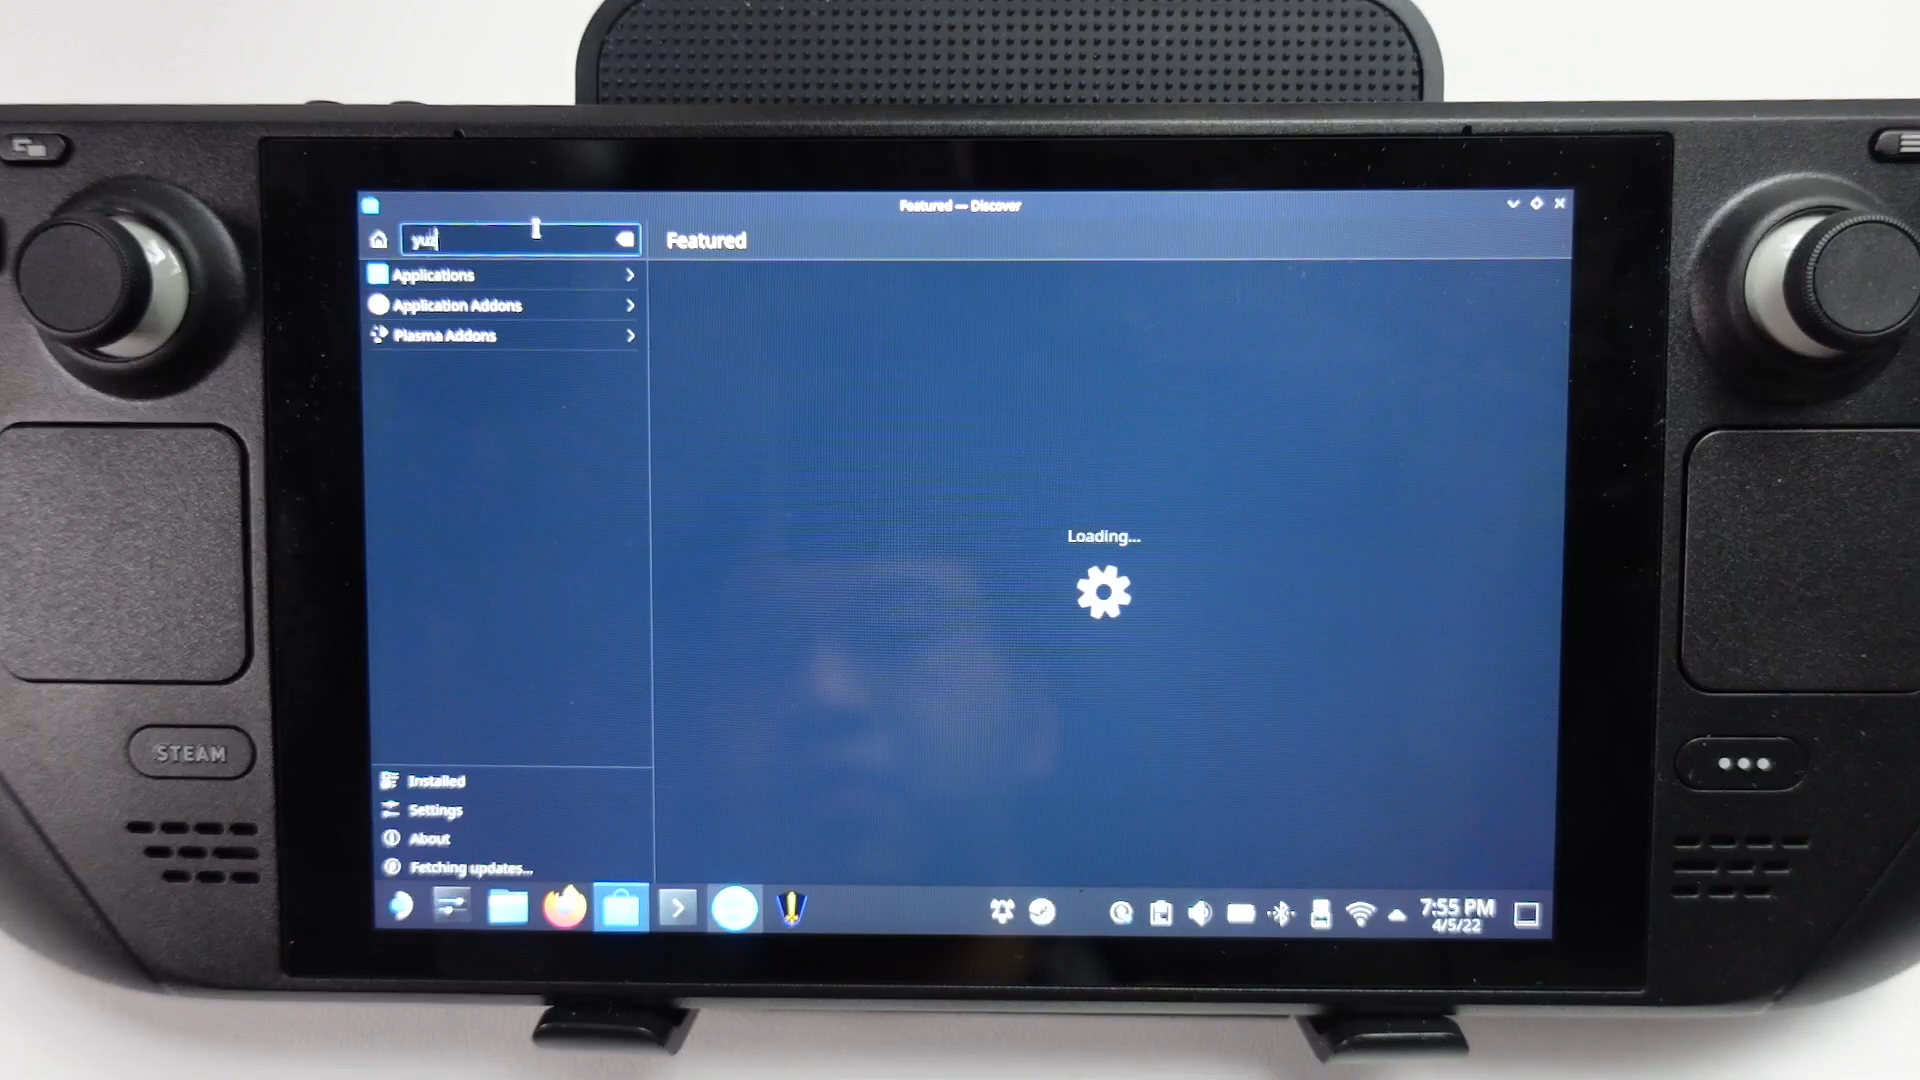 Featured — Discover
yuz
Featured
Applications
Application Addons
Plasma Addons
Loading...
STEAM
Installed
Settings
About
Fetching updates...
7:55 PM
4/5/22